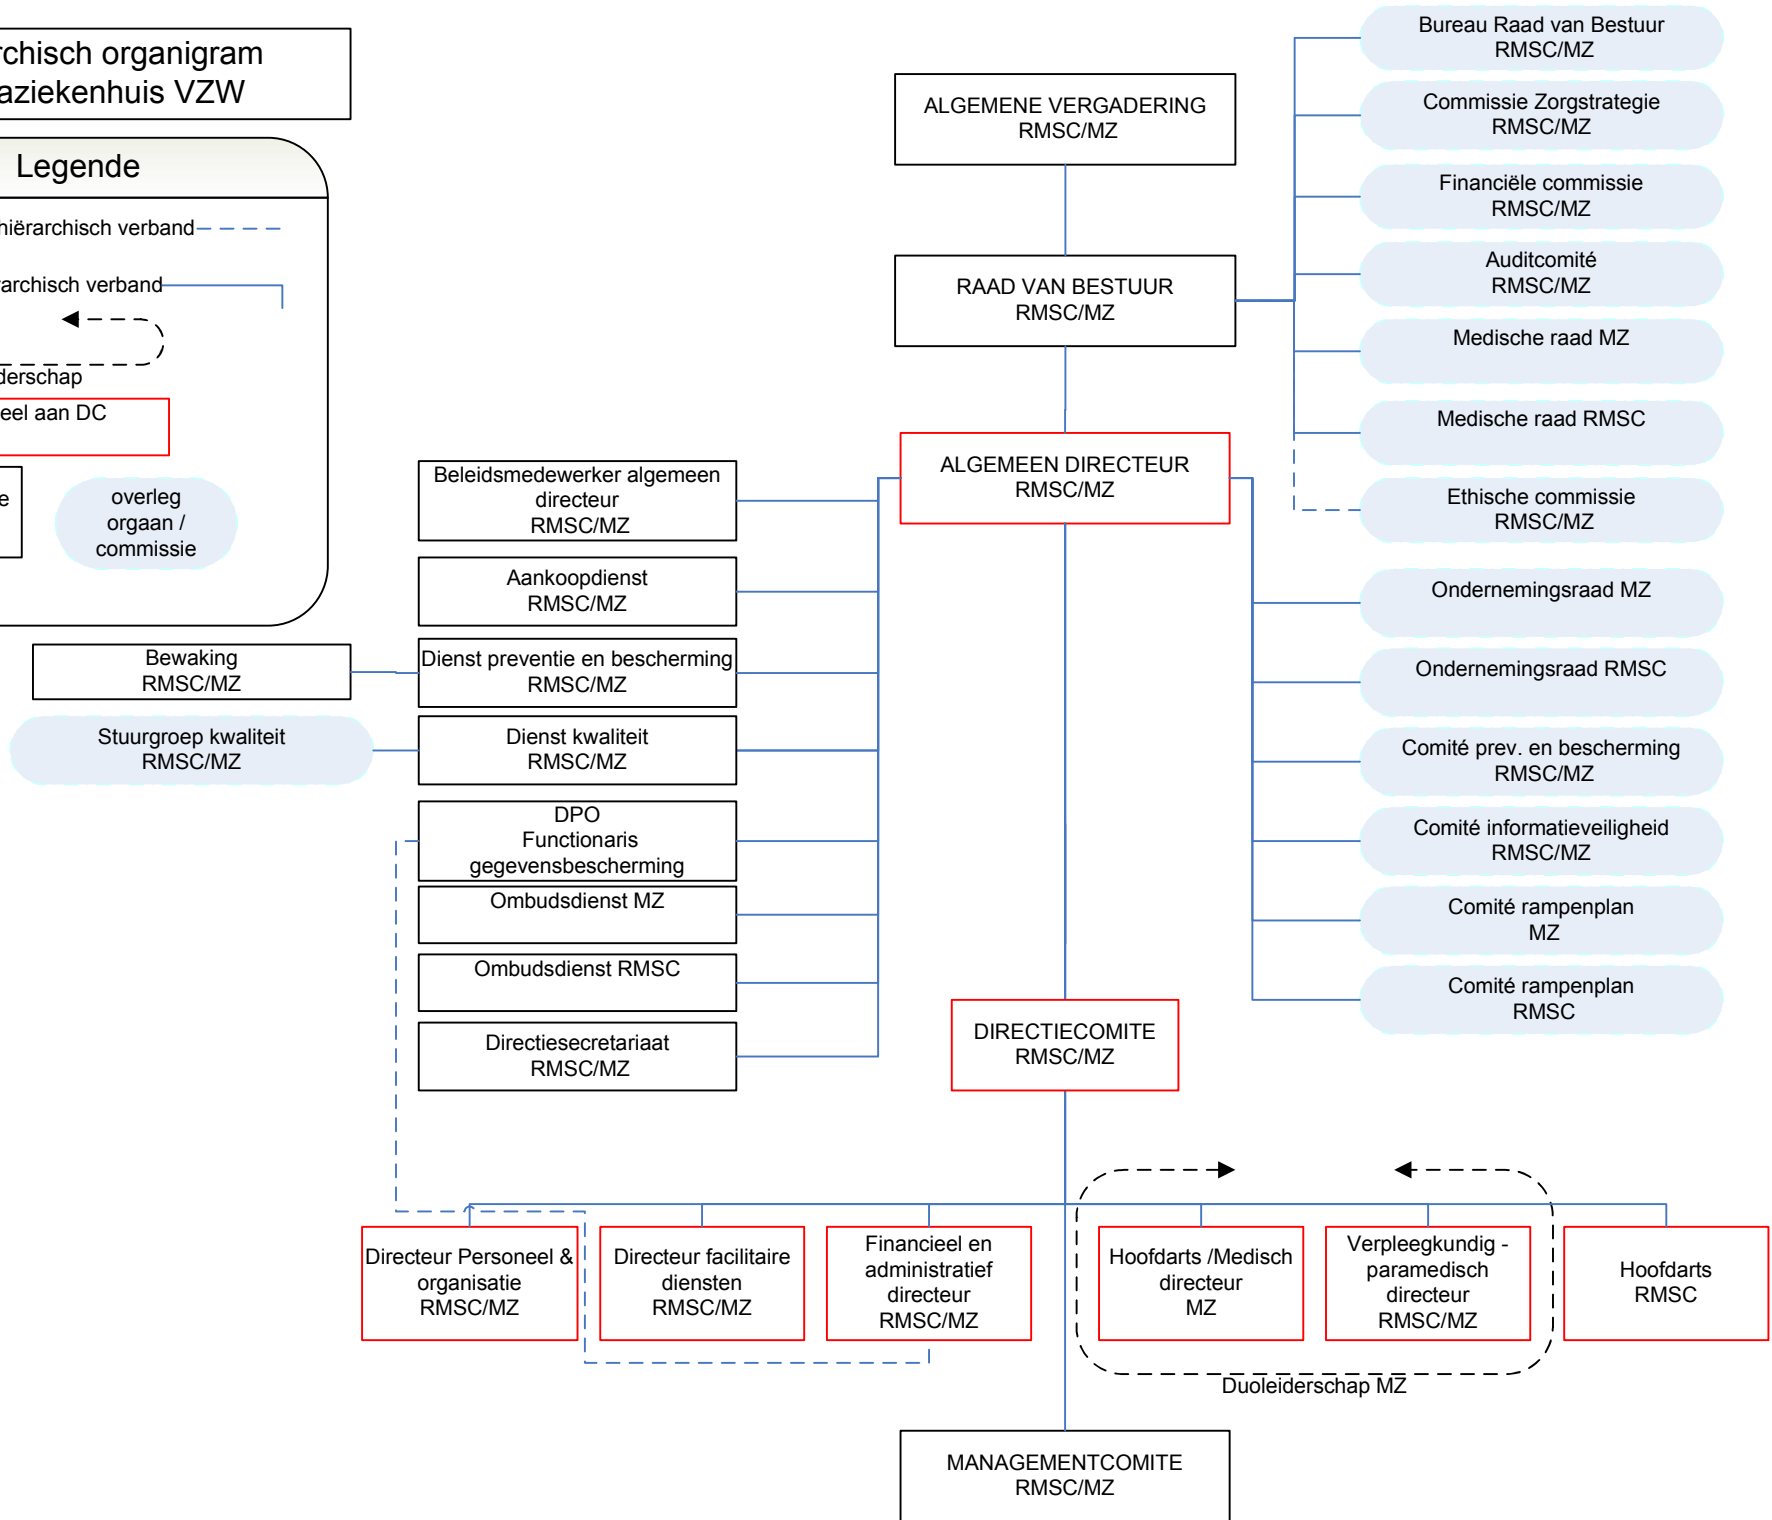 organigram
VZW
Legende
verband
verband
aan DC
overleg
orgaan /
commissie
ALGEMENE VERGADERING
RMSC/MZ
RAAD VAN BESTUUR
RMSC/MZ
Bureau Raad van Bestuur
RMSC/MZ
Commissie Zorgstrategie
RMSC/MZ
Financiële commissie
RMSC/MZ
Auditcomité
RMSC/MZ
Medische raad MZ
Medische raad RMSC
Ethische commissie
RMSC/MZ
ALGEMEEN DIRECTEUR
RMSC/MZ
Beleidsmedewerker algemeen
directeur
RMSC/MZ
Aankoopdienst
RMSC/MZ
Dienst preventie en bescherming
RMSC/MZ
Bewaking
RMSC/MZ
Dienst kwaliteit
RMSC/MZ
Stuurgroep kwaliteit
RMSC/MZ
DPO
Functionaris
gegevensbescherming
Ombudsdienst MZ
Ombudsdienst RMSC
Directiesecretariaat
RMSC/MZ
Ondernemingsraad MZ
Ondernemingsraad RMSC
Comité prev. en bescherming
RMSC/MZ
Comité informatieveiligheid
RMSC/MZ
Comité rampenplan
MZ
Comité rampenplan
RMSC
DIRECTIECOMITE
RMSC/MZ
Directeur Personeel &
organisatie
RMSC/MZ
Directeur facilitaire
diensten
RMSC/MZ
Financieel en
administratief
directeur
RMSC/MZ
Hoofdarts /Medisch
directeur
MZ
Verpleegkundig -
paramedisch
directeur
RMSC/MZ
Hoofdarts
RMSC
Duoleiderschap MZ
MANAGEMENTCOMITE
RMSC/MZ